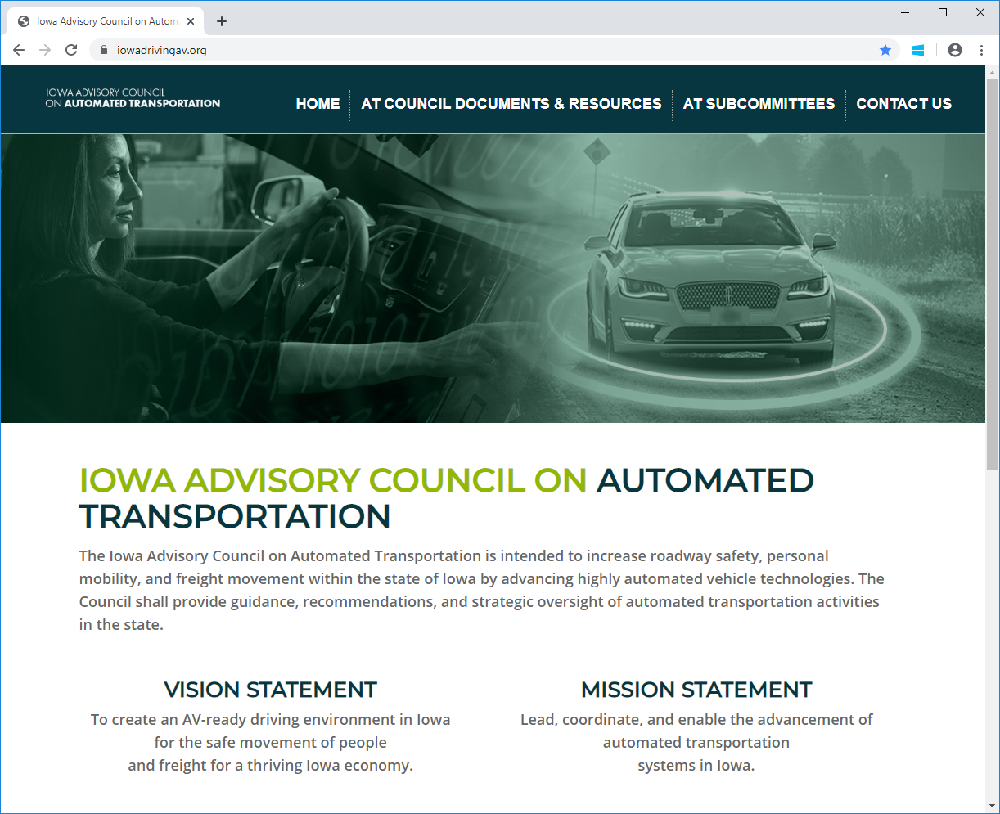 Iowa Advisory Council on Autom
iowadrivingav.org
IOWA ADVISORY COUNCIL
ON AUTOMATED TRANSPORTATION
HOME
AT COUNCIL DOCUMENTS & RESOURCES
AT SUBCOMMITTEES
CONTACT US
IOWA ADVISORY COUNCIL ON AUTOMATED
TRANSPORTATION
The Iowa Advisory Council on Automated Transportation is intended to increase roadway safety, personal
mobility, and freight movement within the state of Iowa by advancing highly automated vehicle technologies. The
Council shall provide guidance, recommendations, and strategic oversight of automated transportation activities
in the state.
VISION STATEMENT
To create an AV-ready driving environment in Iowa
for the safe movement of people
and freight for a thriving Iowa economy.
MISSION STATEMENT
Lead, coordinate, and enable the advancement of
automated transportation
systems in Iowa.